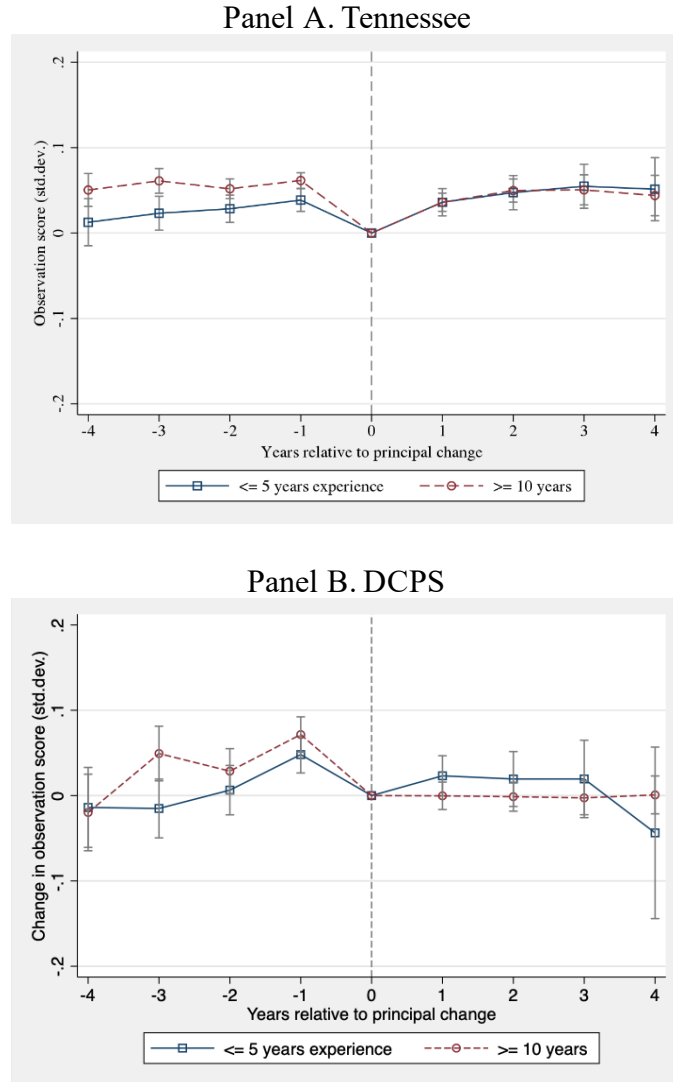 Panel A. Tennessee
Observation score (std.dev.)
.2
.1
0
-.1
-.2
-4 -3 -2 -1 0 1 2 3 4
Years relative to principal change
<= 5 years experience >= 10 years
Panel B. DCPS
Change in observation score (std.dev.)
.2
.1
0
-.1
-.2
-4 -3 -2 -1 0 1 2 3 4
Years relative to principal change
<= 5 years experience >= 10 years